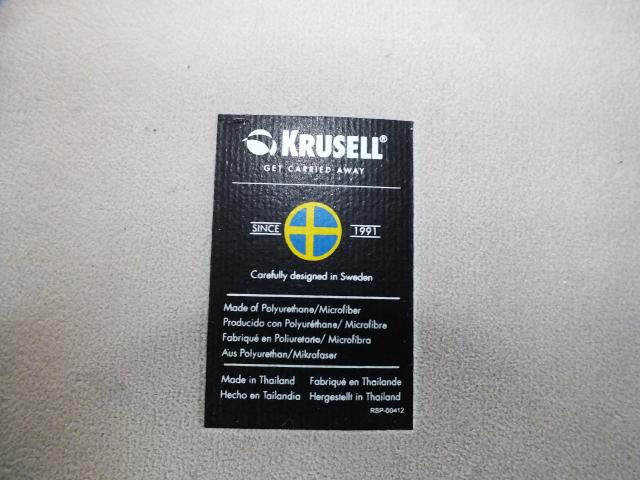 KRUSELL®
GET CARRIED AWAY
SINCE 1991
Carefully designed in Sweden
Made of Polyurethane/Microfiber
Producido con Polyuréthane/ Microfibre
Fabriqué en Poliuretano/ Microfibra
Aus Polyurethan/Mikrofaser
Made in Thailand Fabriqué en Thailande
Hecho en Tailandia Hergestellt in Thailand
RSP-00412